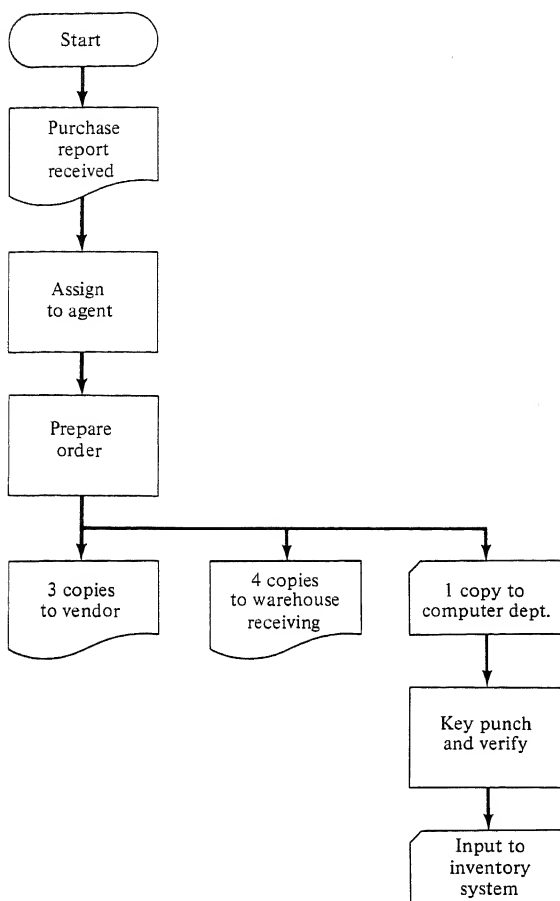 Start
Purchase
report
received
Assign
to agent
Prepare
order
3 copies
to vendor
4 copies
to warehouse
receiving
1 copy to
computer dept.
Key punch
and verify
Input to
inventory
system